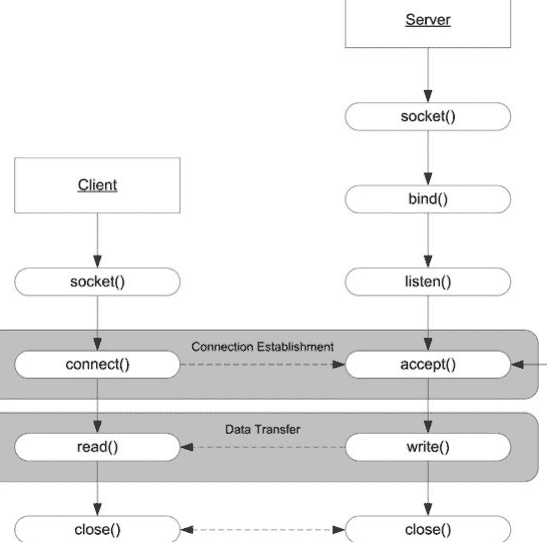 Server
socket()
bind()
Client
socket()
listen()
Connection Establishment
connect()
accept()
Data Transfer
read()
write()
close()
close()